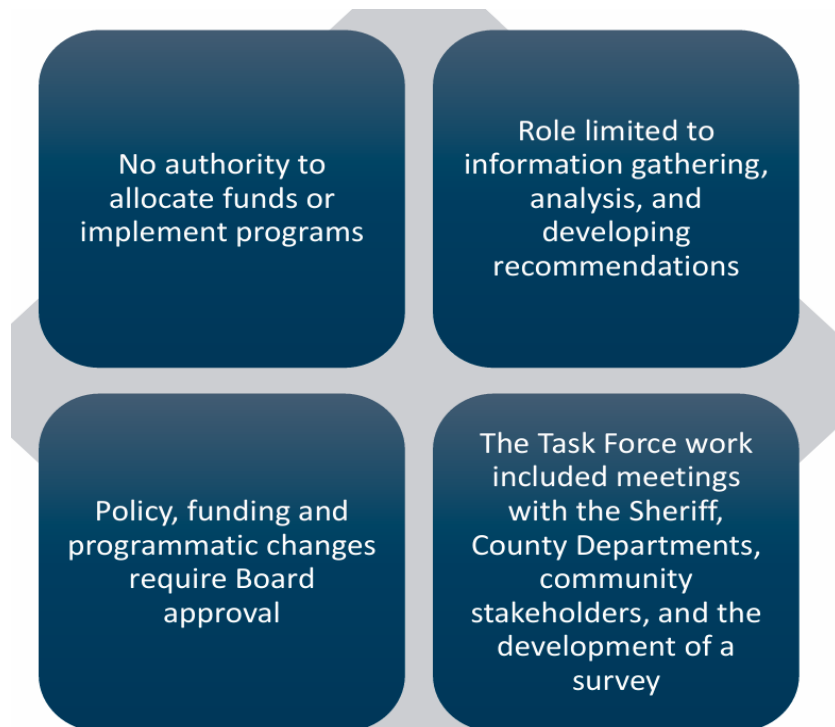 No authority to
allocate funds or
implement programs
Role limited to
information gathering,
analysis, and
developing
recommendations
Policy, funding and
programmatic changes
require Board
approval
The Task Force work
included meetings
with the Sheriff,
County Departments,
community
stakeholders, and the
development of a
survey